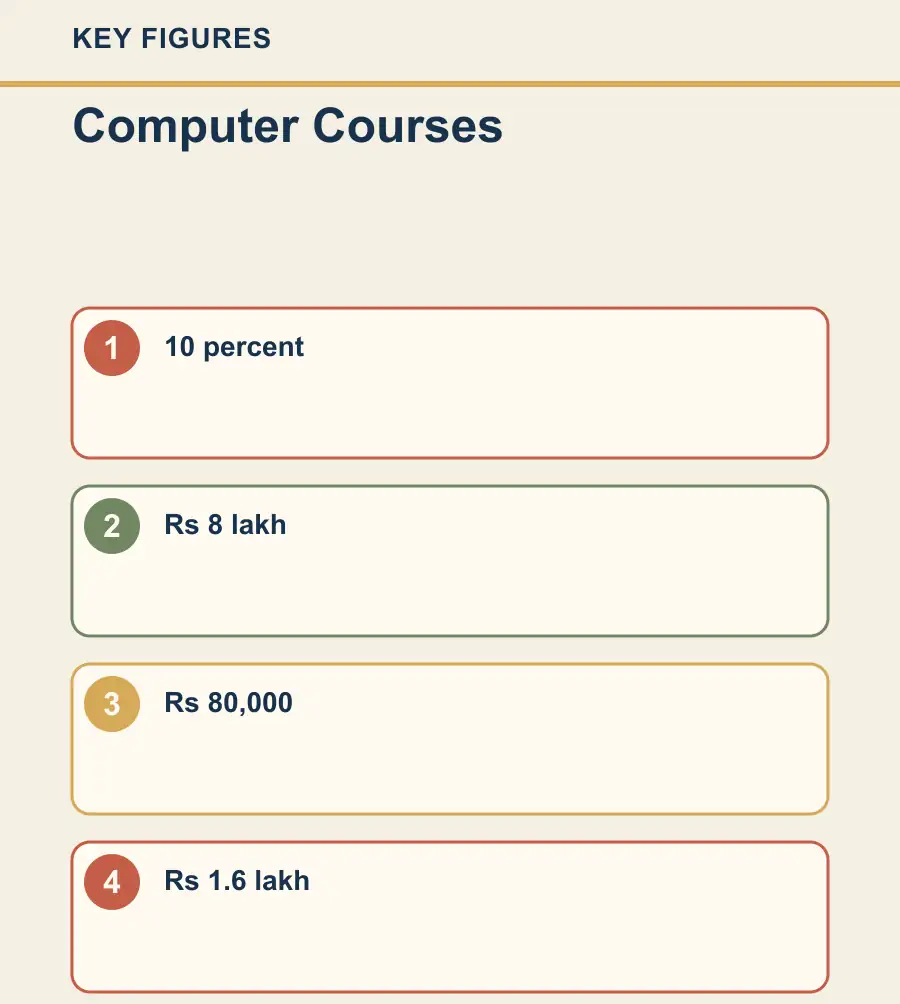 KEY FIGURES
Computer Courses
1 10 percent
2 Rs 8 lakh
3 Rs 80,000
4 Rs 1.6 lakh